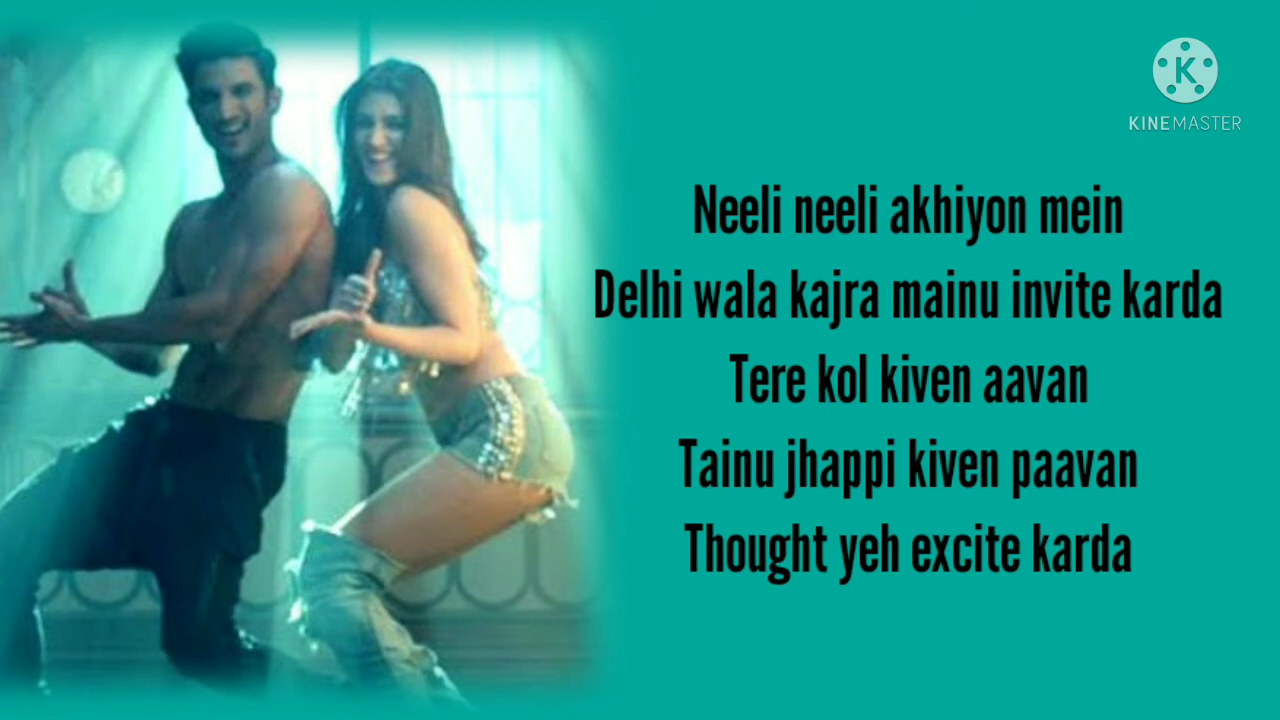 K
KINEMASTER
Neeli neeli akhiyon mein
Delhi wala kajra mainu invite karda
Tere kol kiven aavan
Tainu jhappi kiven paavan
Thought yeh excite karda